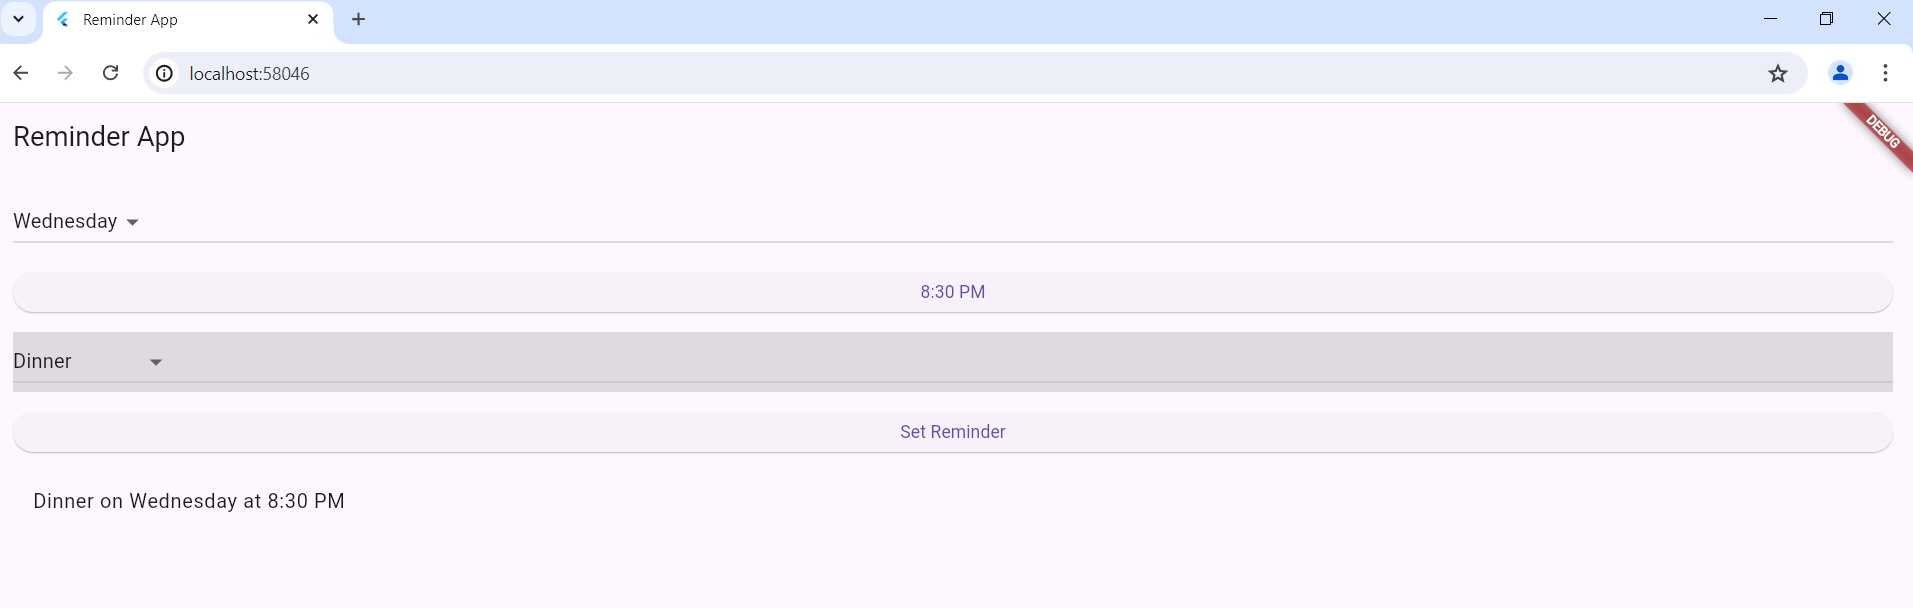 Reminder App
localhost:58046
DEBUG
Reminder App
Wednesday
8:30 PM
Dinner
Set Reminder
Dinner on Wednesday at 8:30 PM